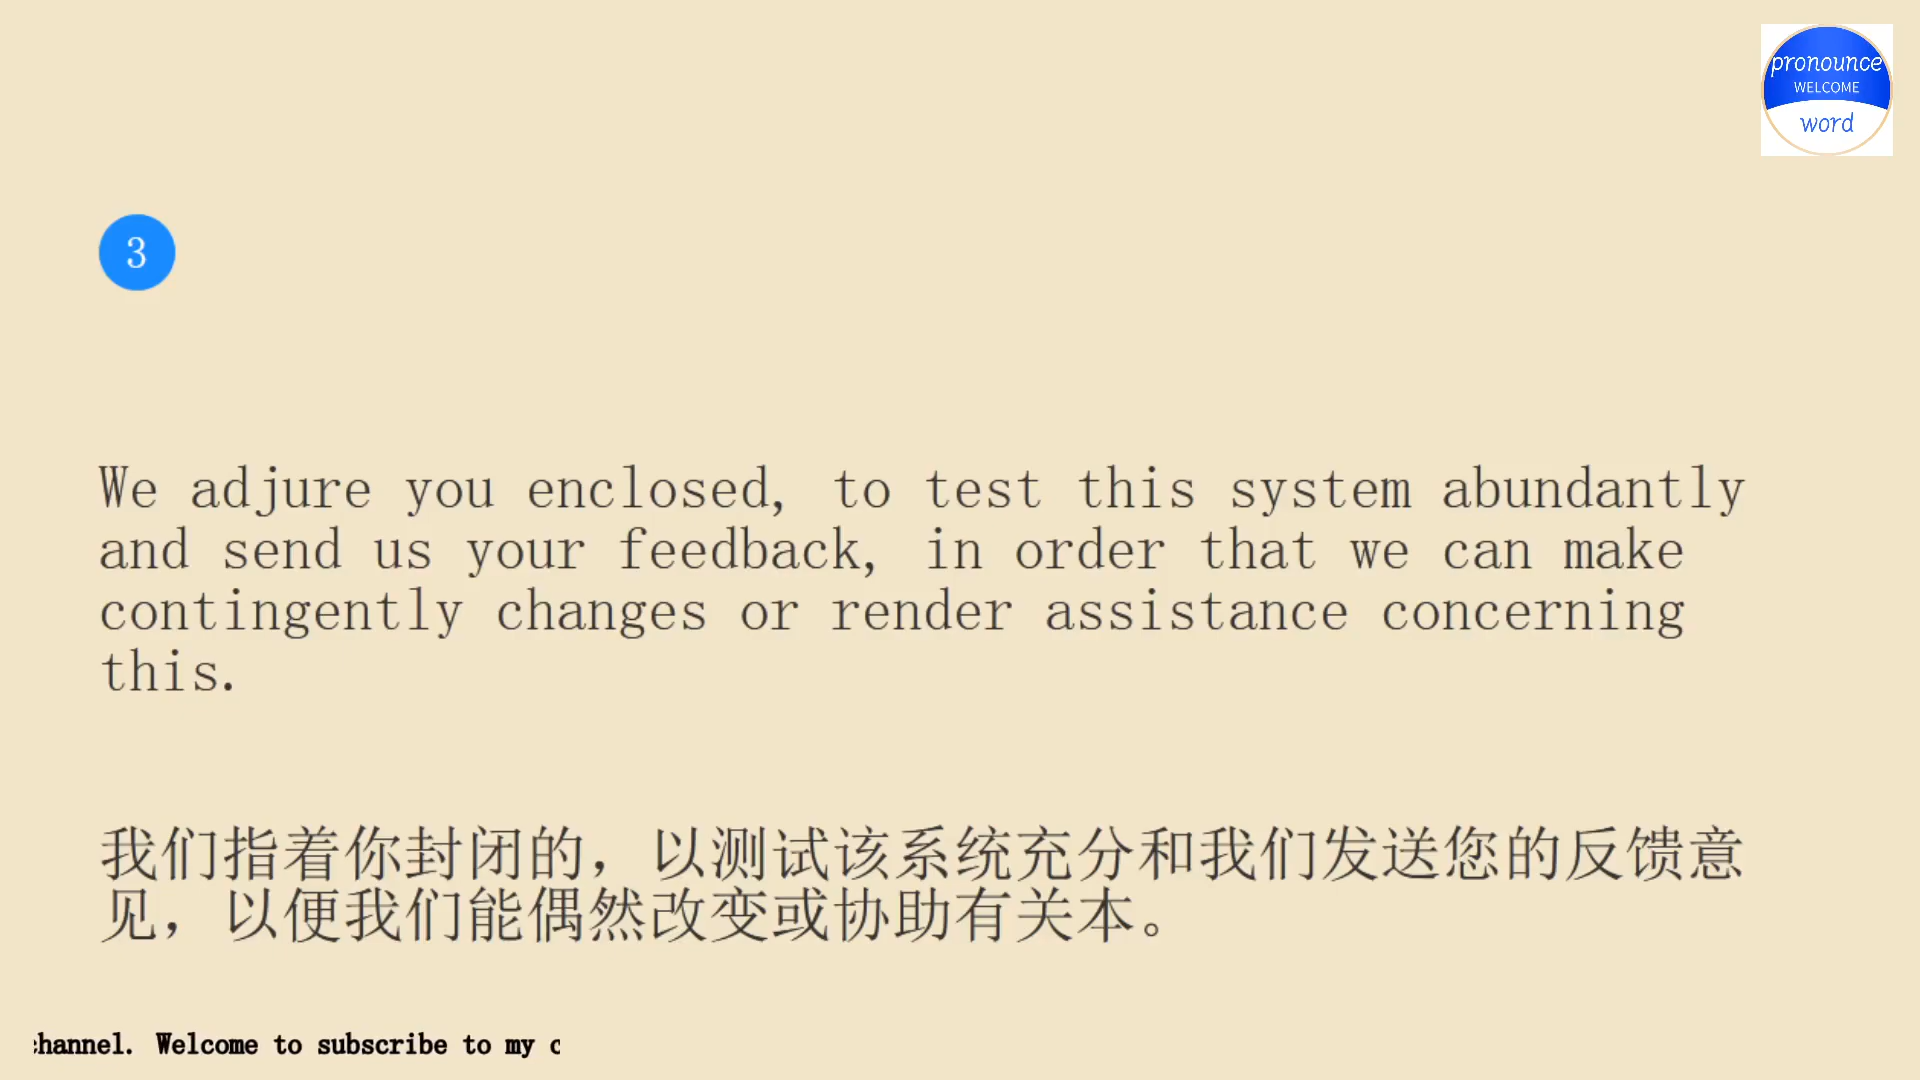 pronounce
WELCOME
word
3
We adjure you enclosed, to test this system abundantly
and send us your feedback, in order that we can make
contingently changes or render assistance concerning
this.
我们指着你封闭的，以测试该系统充分和我们发送您的反馈意
见，以便我们能偶然改变或协助有关本。
channel. Welcome to subscribe to my c